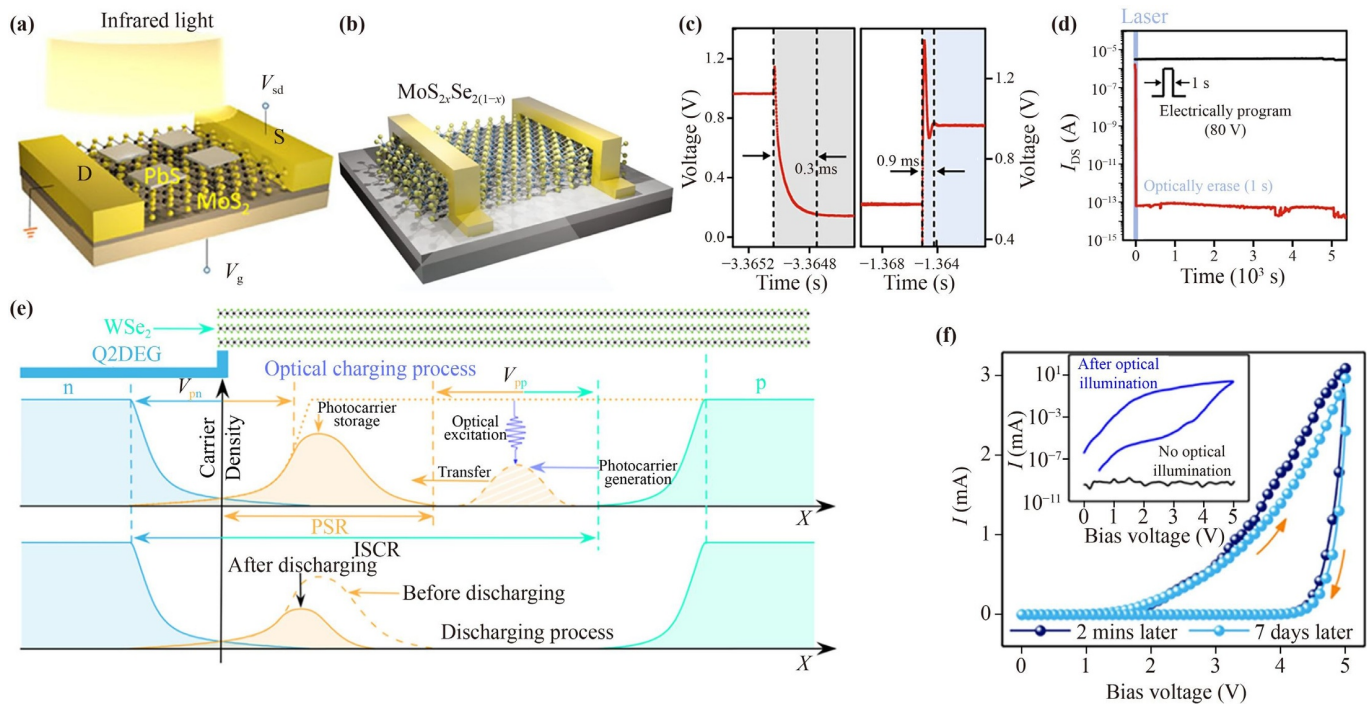 (a)
Infrared light
V_sd
S
D
PbS
MoS₂
V_g
(b)
MoS₂ₓSe₂₍₁₋ₓ₎
(c)
Voltage (V)
1.2
0.8
0.4
0.0
0.3 ms
−3.3652
−3.3648
Time (s)
0.9 ms
−1.368
−1.364
Time (s)
1.2
1.0
0.8
0.6
0.4
Voltage (V)
(d)
Laser
I_DS (A)
10⁻⁵
10⁻⁷
10⁻⁹
10⁻¹¹
10⁻¹³
10⁻¹⁵
1 s
Electrically program
(80 V)
Optically erase (1 s)
0 1 2 3 4 5
Time (10³ s)
(e)
WSe₂
Q2DEG
n
V_pn
Optical charging process
V_pp
p
Carrier
Density
Photocarrier
storage
Optical
excitation
Transfer
Photocarrier
generation
X
PSR
ISCR
After discharging
Before discharging
Discharging process
X
(f)
I (mA)
3
2
1
0
After optical
illumination
No optical
illumination
I (mA)
10¹
10⁻³
10⁻⁷
10⁻¹¹
0 1 2 3 4 5
Bias voltage (V)
2 mins later
7 days later
0 1 2 3 4 5
Bias voltage (V)